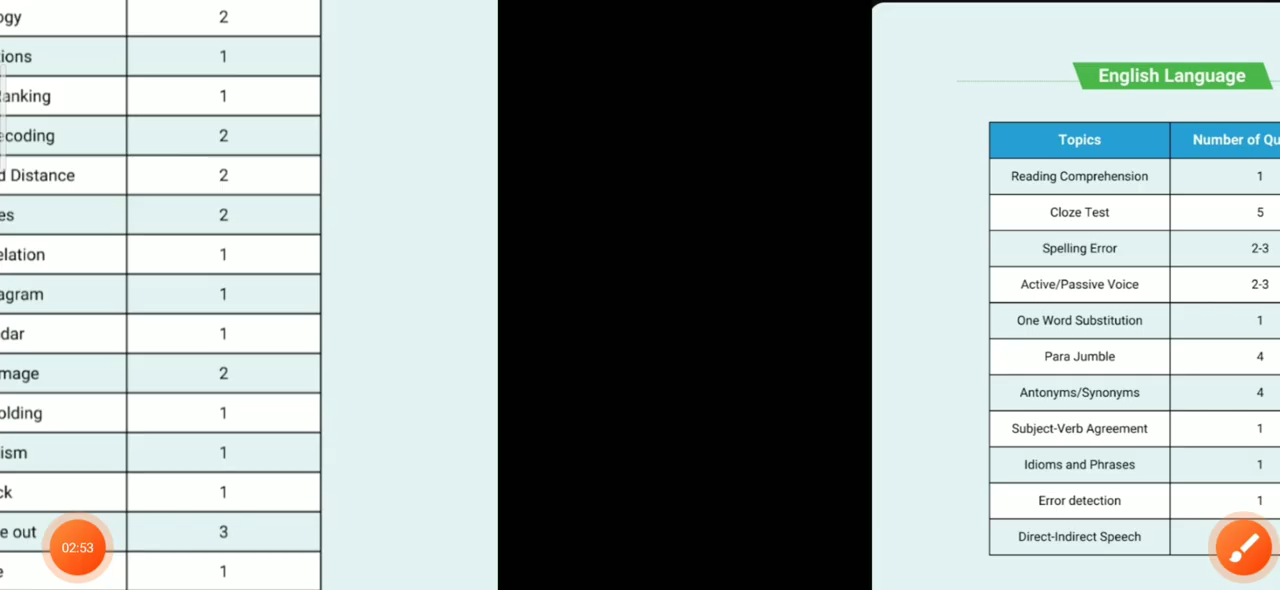 ogy 2
tions 1
Ranking 1
ecoding 2
d Distance 2
es 2
elation 1
agram 1
dar 1
mage 2
olding 1
ism 1
ck 1
e out 3
e 1
02:53
English Language
Topics Number of Qu
Reading Comprehension 1
Cloze Test 5
Spelling Error 2-3
Active/Passive Voice 2-3
One Word Substitution 1
Para Jumble 4
Antonyms/Synonyms 4
Subject-Verb Agreement 1
Idioms and Phrases 1
Error detection 1
Direct-Indirect Speech